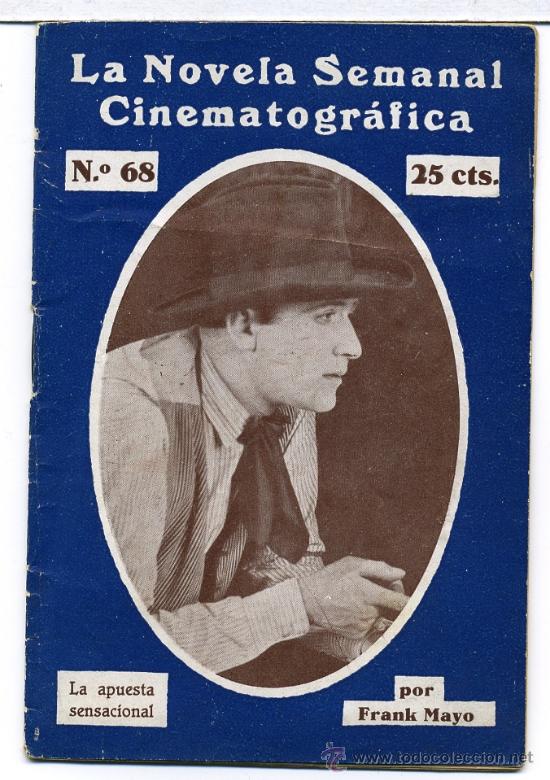 La Novela Semanal
Cinematográfica
N.º 68
25 cts.
La apuesta
sensacional
por
Frank Mayo
www.todocoleccion.net